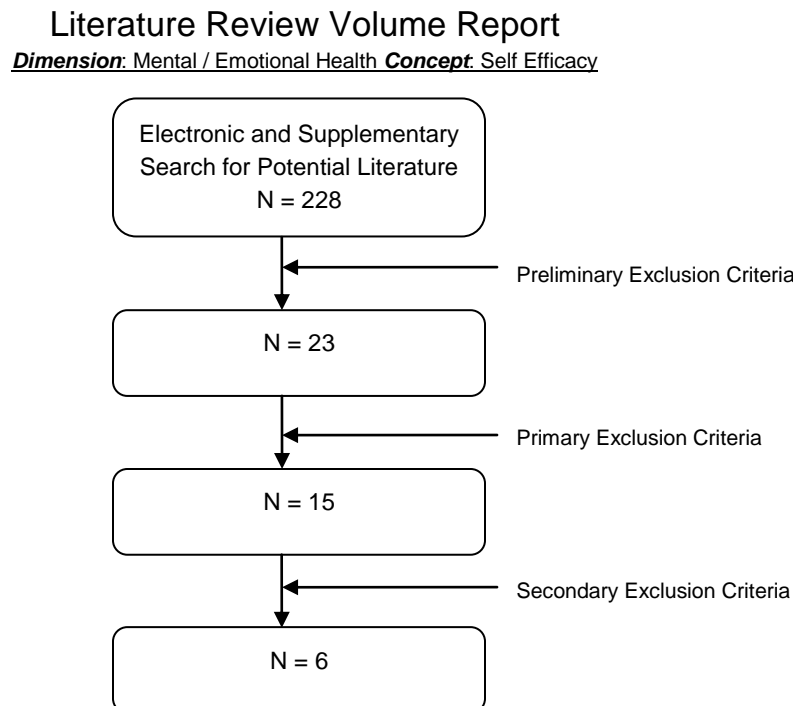 Literature Review Volume Report
Dimension: Mental / Emotional Health Concept: Self Efficacy
Electronic and Supplementary
Search for Potential Literature
N = 228
Preliminary Exclusion Criteria
N = 23
Primary Exclusion Criteria
N = 15
Secondary Exclusion Criteria
N = 6